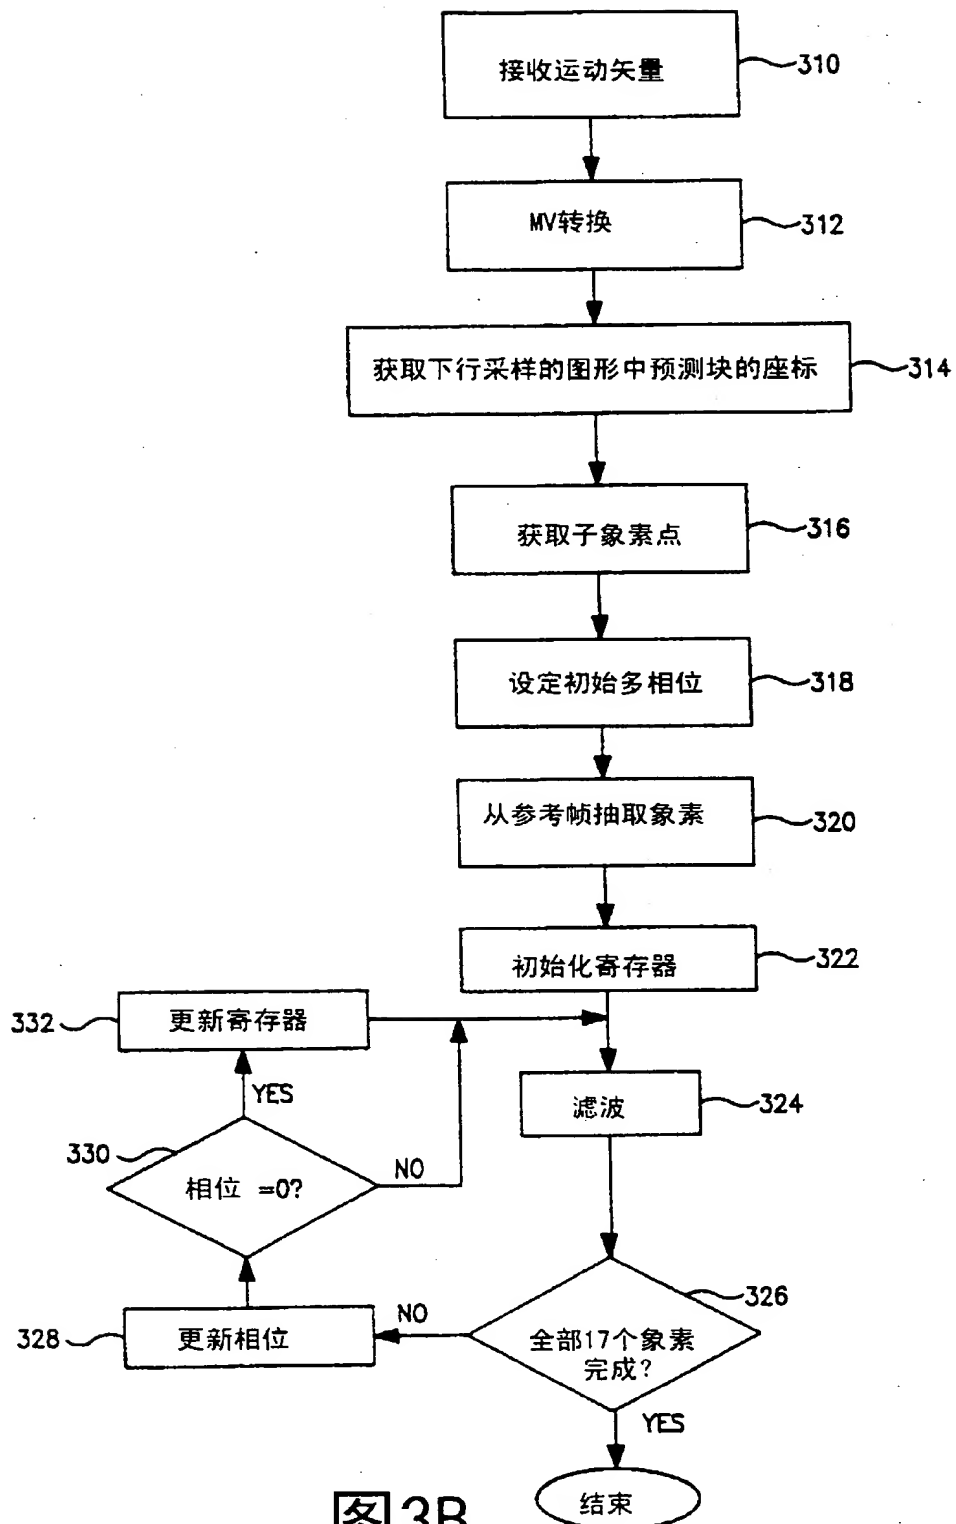 接收运动矢量
310
MV转换
312
获取下行采样的图形中预测块的座标
314
获取子象素点
316
设定初始多相位
318
从参考帧抽取象素
320
初始化寄存器
322
332
更新寄存器
YES
滤波
324
330
相位 =0?
NO
326
328
更新相位
NO
全部17个象素
完成?
YES
结束
图3B